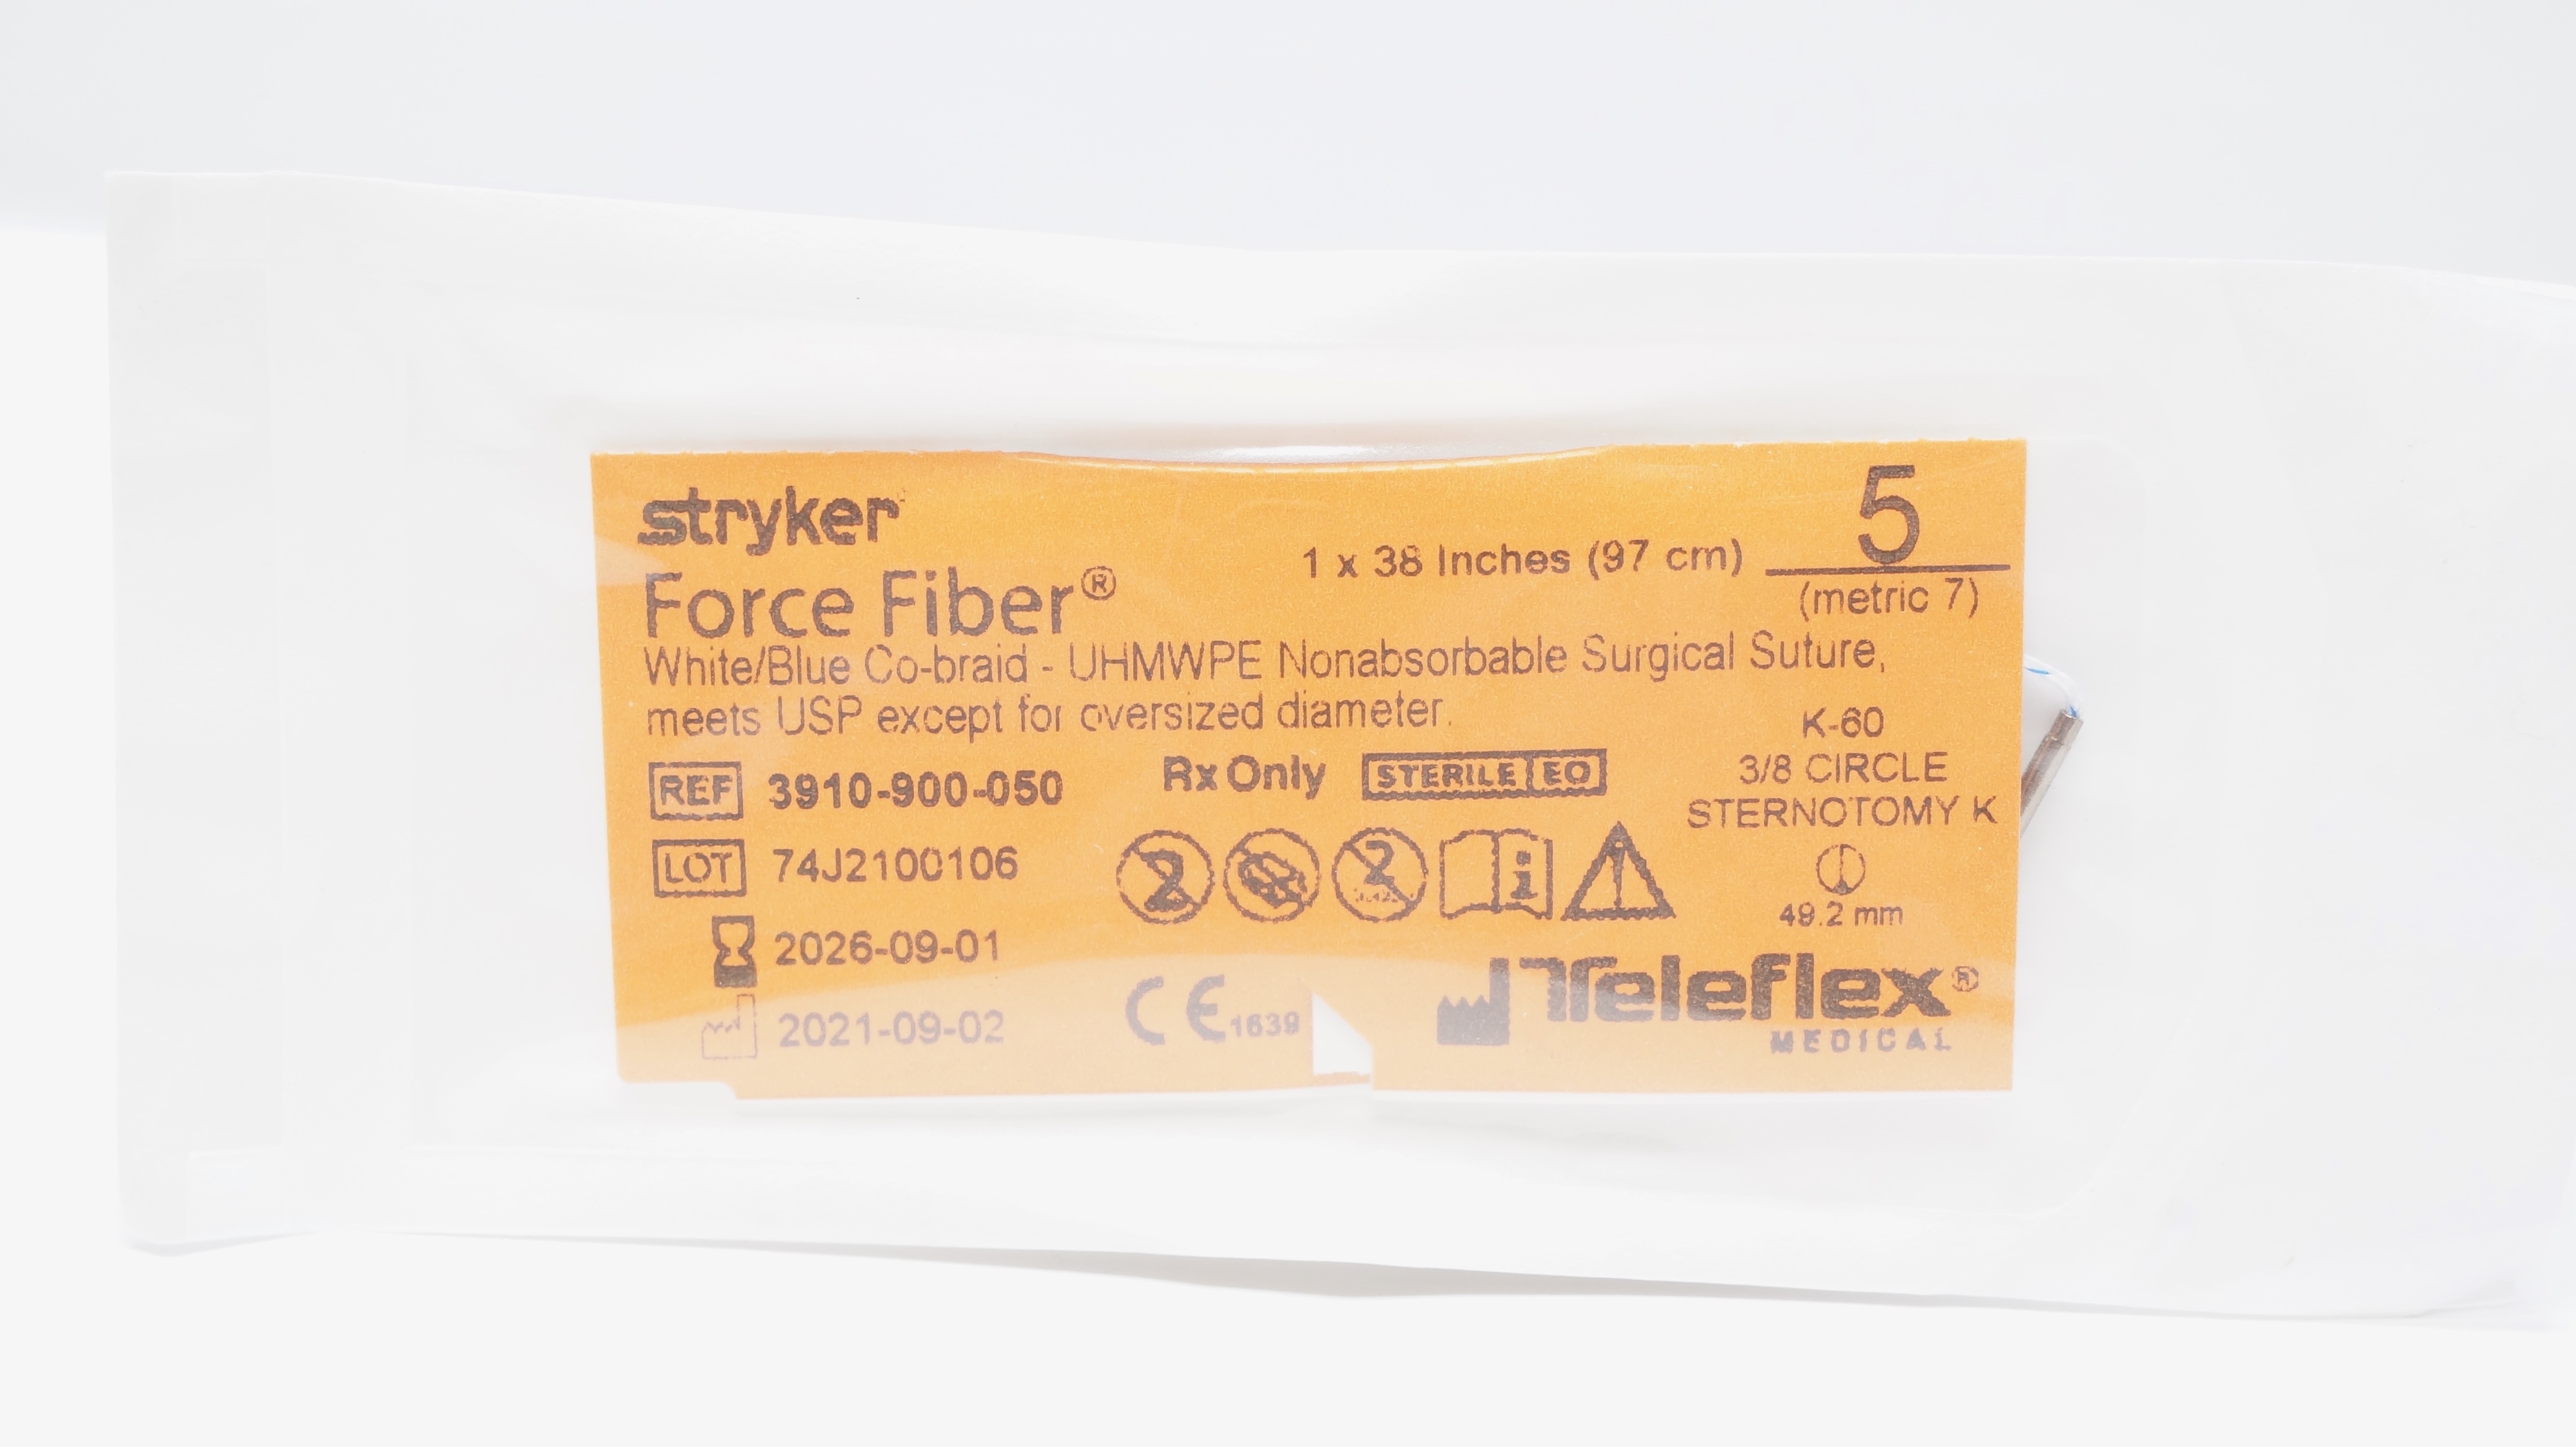 stryker
Force Fiber®
1 x 38 Inches (97 cm)
5
(metric 7)
White/Blue Co-braid - UHMWPE Nonabsorbable Surgical Suture,
meets USP except for oversized diameter.
K-60
3/8 CIRCLE
STERNOTOMY K
49.2 mm
REF 3910-900-050
Rx Only STERILE EO
LOT 74J2100106
2026-09-01
2021-09-02
CE 1639
Teleflex®
MEDICAL